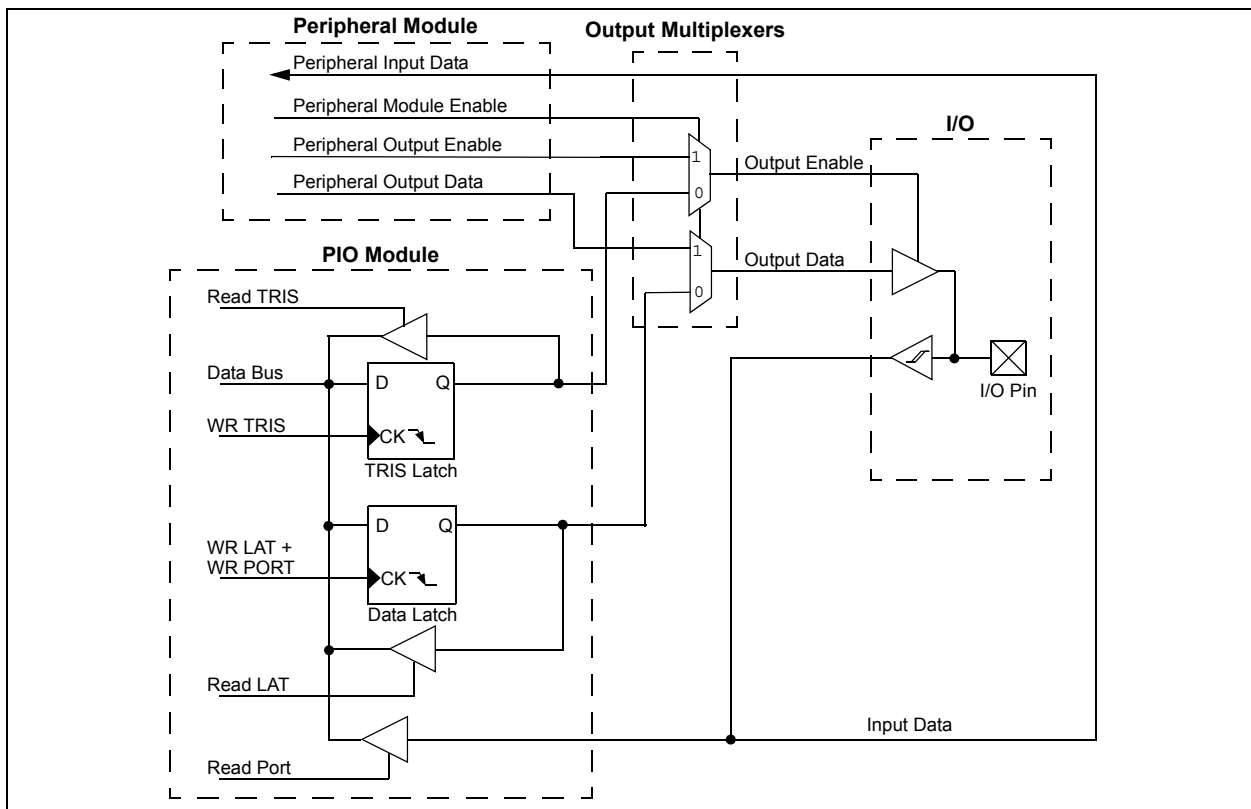 Peripheral Module
Output Multiplexers
Peripheral Input Data
Peripheral Module Enable
I/O
Peripheral Output Enable
1
Output Enable
Peripheral Output Data
0
PIO Module
1
Output Data
0
Read TRIS
Data Bus
D
Q
I/O Pin
WR TRIS
CK
TRIS Latch
D
Q
WR LAT +
WR PORT
CK
Data Latch
Read LAT
Input Data
Read Port